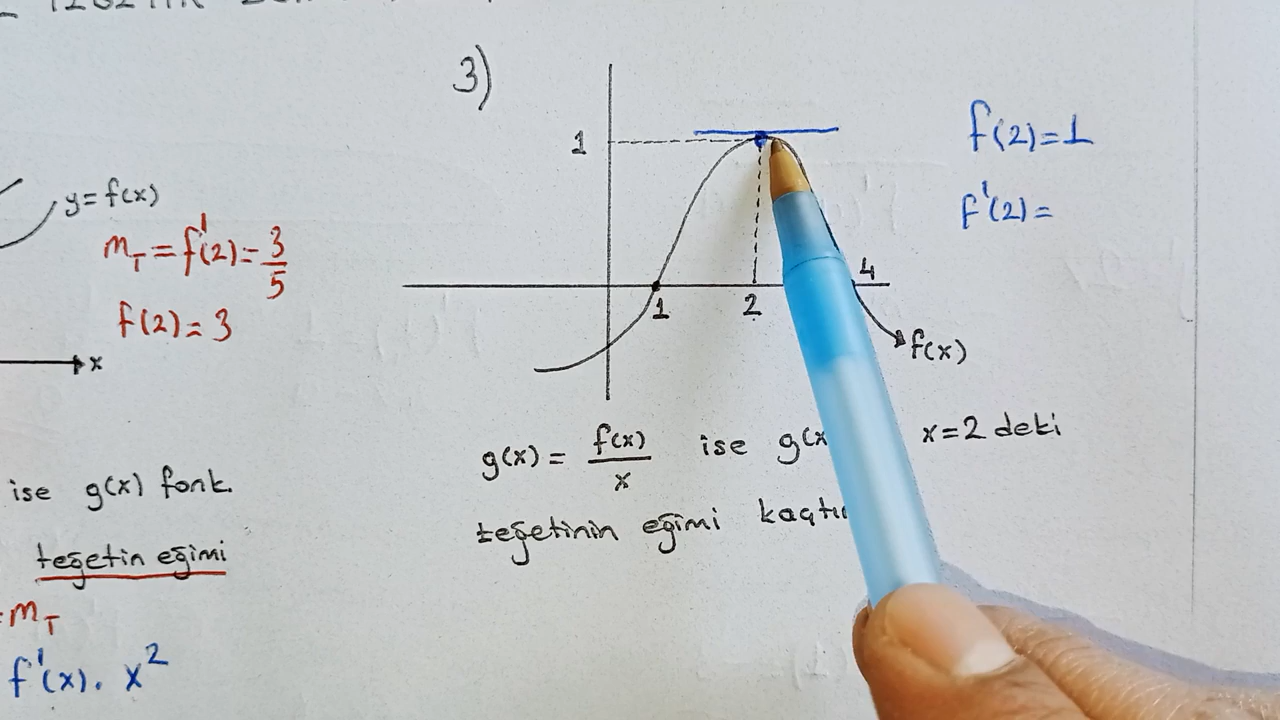 3)
1
f(2)=1
f'(2)=
y=f(x)
m_T = f'(2) = 3/5
f(2) = 3
x
4
1
2
f(x)
g(x) = f(x)/x ise x=2 deki
teğetinin eğimi
ise g(x) fonk.
teğetin eğimi
m_T
f'(x). x²